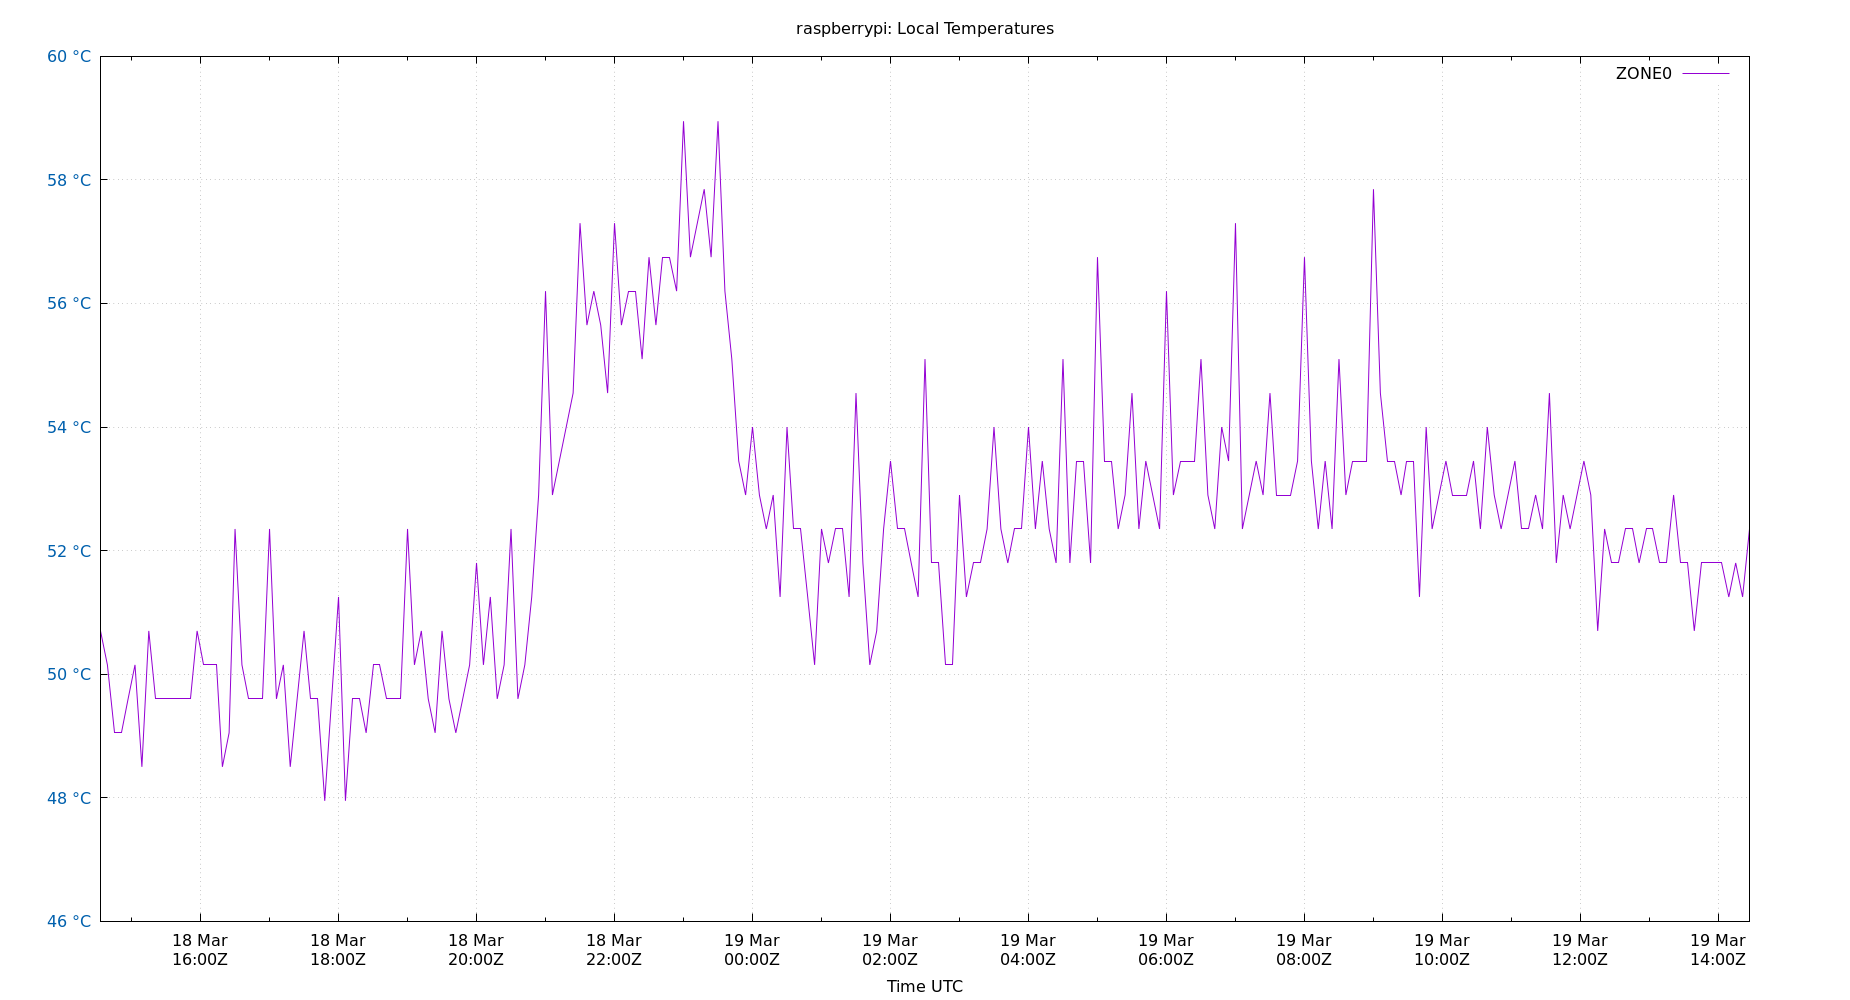 raspberrypi: Local Temperatures
60 °C
ZONE0
58 °C
56 °C
54 °C
52 °C
50 °C
48 °C
46 °C
18 Mar 18 Mar 18 Mar 18 Mar 19 Mar 19 Mar 19 Mar 19 Mar 19 Mar 19 Mar 19 Mar 19 Mar
16:00Z 18:00Z 20:00Z 22:00Z 00:00Z 02:00Z 04:00Z 06:00Z 08:00Z 10:00Z 12:00Z 14:00Z
Time UTC